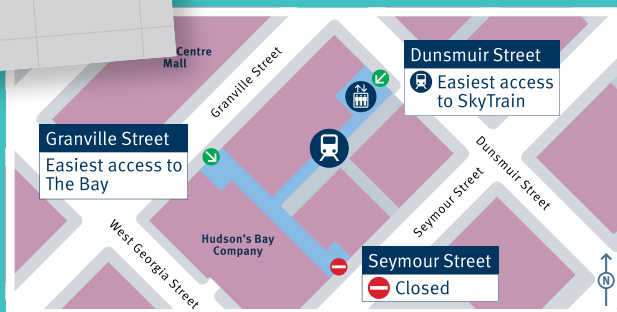 Centre
Mall
Granville Street
Dunsmuir Street
Easiest access
to SkyTrain
Granville Street
Easiest access to
The Bay
Dunsmuir Street
Seymour Street
West Georgia Street
Hudson's Bay
Company
Seymour Street
Closed
N